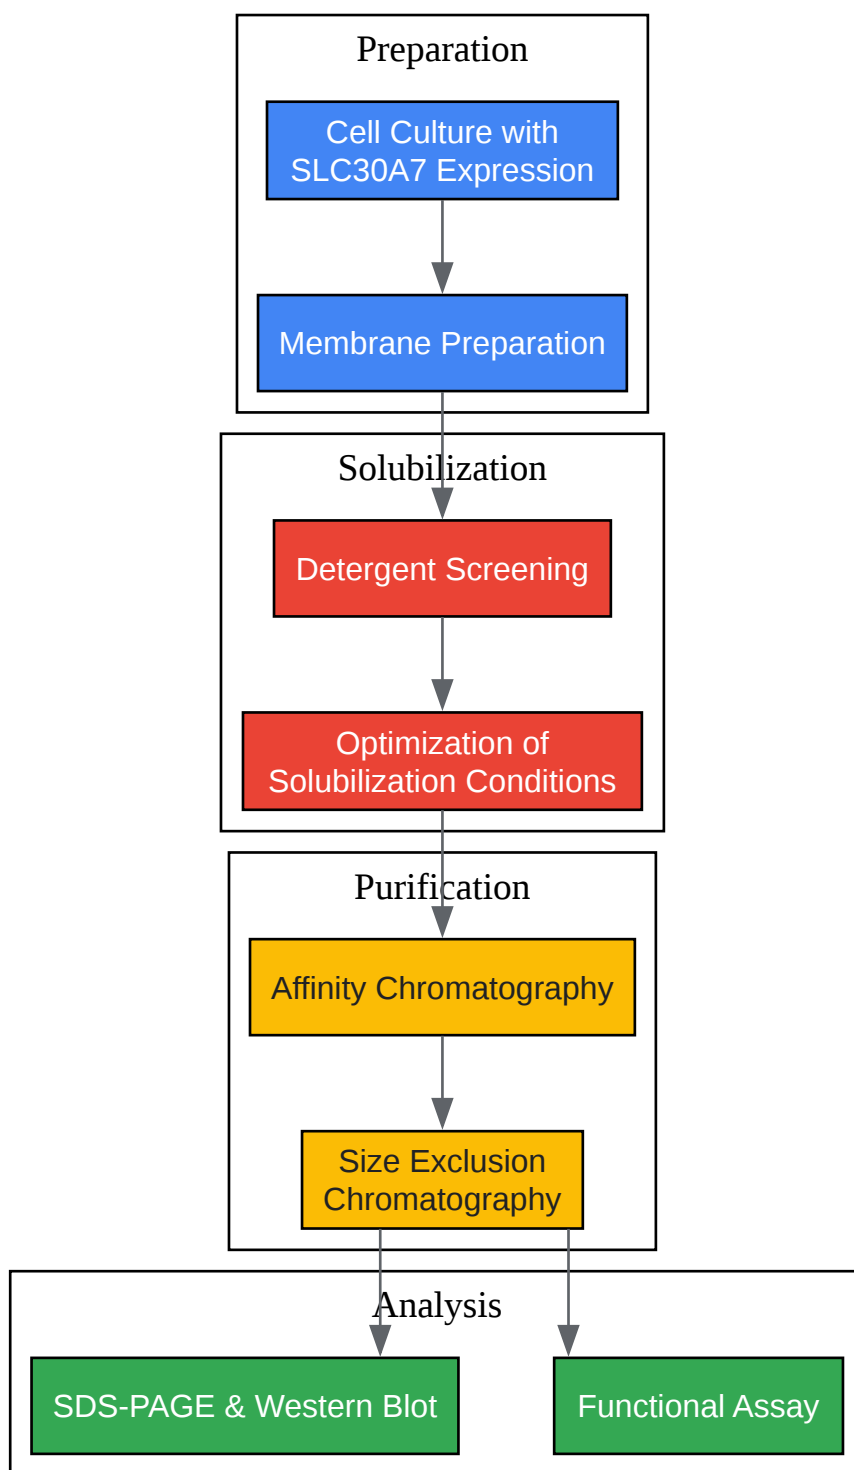 Preparation
Cell Culture with
SLC30A7 Expression
Membrane Preparation
Solubilization
Detergent Screening
Optimization of
Solubilization Conditions
Purification
Affinity Chromatography
Size Exclusion
Chromatography
Analysis
SDS-PAGE & Western Blot
Functional Assay